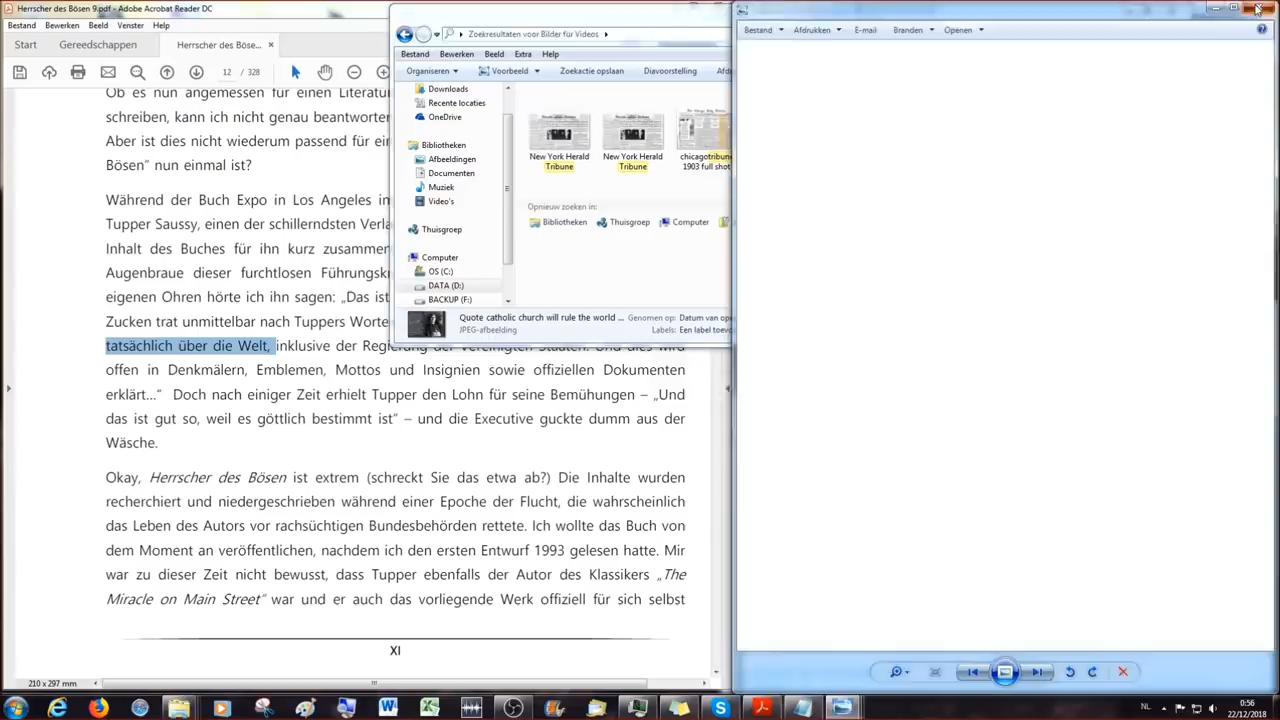 Herrscher des Bösen 9.pdf - Adobe Acrobat Reader DC
Bestand Bewerken Beeld Venster Help
Start Gereedschappen Herrscher des Böse... ×
12 / 328
Ob es nun angemessen für einen Literatu
schreiben, kann ich nicht genau beantworten
Aber ist dies nicht wiederum passend für ei
Bösen" nun einmal ist?
Während der Buch Expo in Los Angeles in
Tupper Saussy, einen der schillerndsten Verla
Inhalt des Buches für ihn kurz zusammen
Augenbraue dieser furchtlosen Führungskr
eigenen Ohren hörte ich ihn sagen: „Das ist
Zucken trat unmittelbar nach Tuppers Worte
tatsächlich über die Welt, inklusive der Regierung der Vereinigten Staaten. Und dies wird
offen in Denkmälern, Emblemen, Mottos und Insignien sowie offiziellen Dokumenten
erklärt…" Doch nach einiger Zeit erhielt Tupper den Lohn für seine Bemühungen – „Und
das ist gut so, weil es göttlich bestimmt ist" – und die Executive guckte dumm aus der
Wäsche.
Okay, Herrscher des Bösen ist extrem (schreckt Sie das etwa ab?) Die Inhalte wurden
recherchiert und niedergeschrieben während einer Epoche der Flucht, die wahrscheinlich
das Leben des Autors vor rachsüchtigen Bundesbehörden rettete. Ich wollte das Buch von
dem Moment an veröffentlichen, nachdem ich den ersten Entwurf 1993 gelesen hatte. Mir
war zu dieser Zeit nicht bewusst, dass Tupper ebenfalls der Autor des Klassikers „The
Miracle on Main Street" war und er auch das vorliegende Werk offiziell für sich selbst
XI
210 x 297 mm
Zoekresultaten voor Bilder für Videos
Bestand Bewerken Beeld Extra Help
Organiseren Voorbeeld Zoekactie opslaan Diavoorstelling Afd
Downloads
Recente locaties
OneDrive
Bibliotheken
Afbeeldingen
Documenten
Muziek
Video's
Thuisgroep
Computer
OS (C:)
DATA (D:)
BACKUP (F:)
New York Herald
Tribune
New York Herald
Tribune
chicagotribune
1903 full shot
Opnieuw zoeken in:
Bibliotheken Thuisgroep Computer
Quote catholic church will rule the world ... Genomen op: Datum van op
JPEG-afbeelding Labels: Een label toevo
Bestand Afdrukken E-mail Branden Openen
NL 0:56
22/12/2018